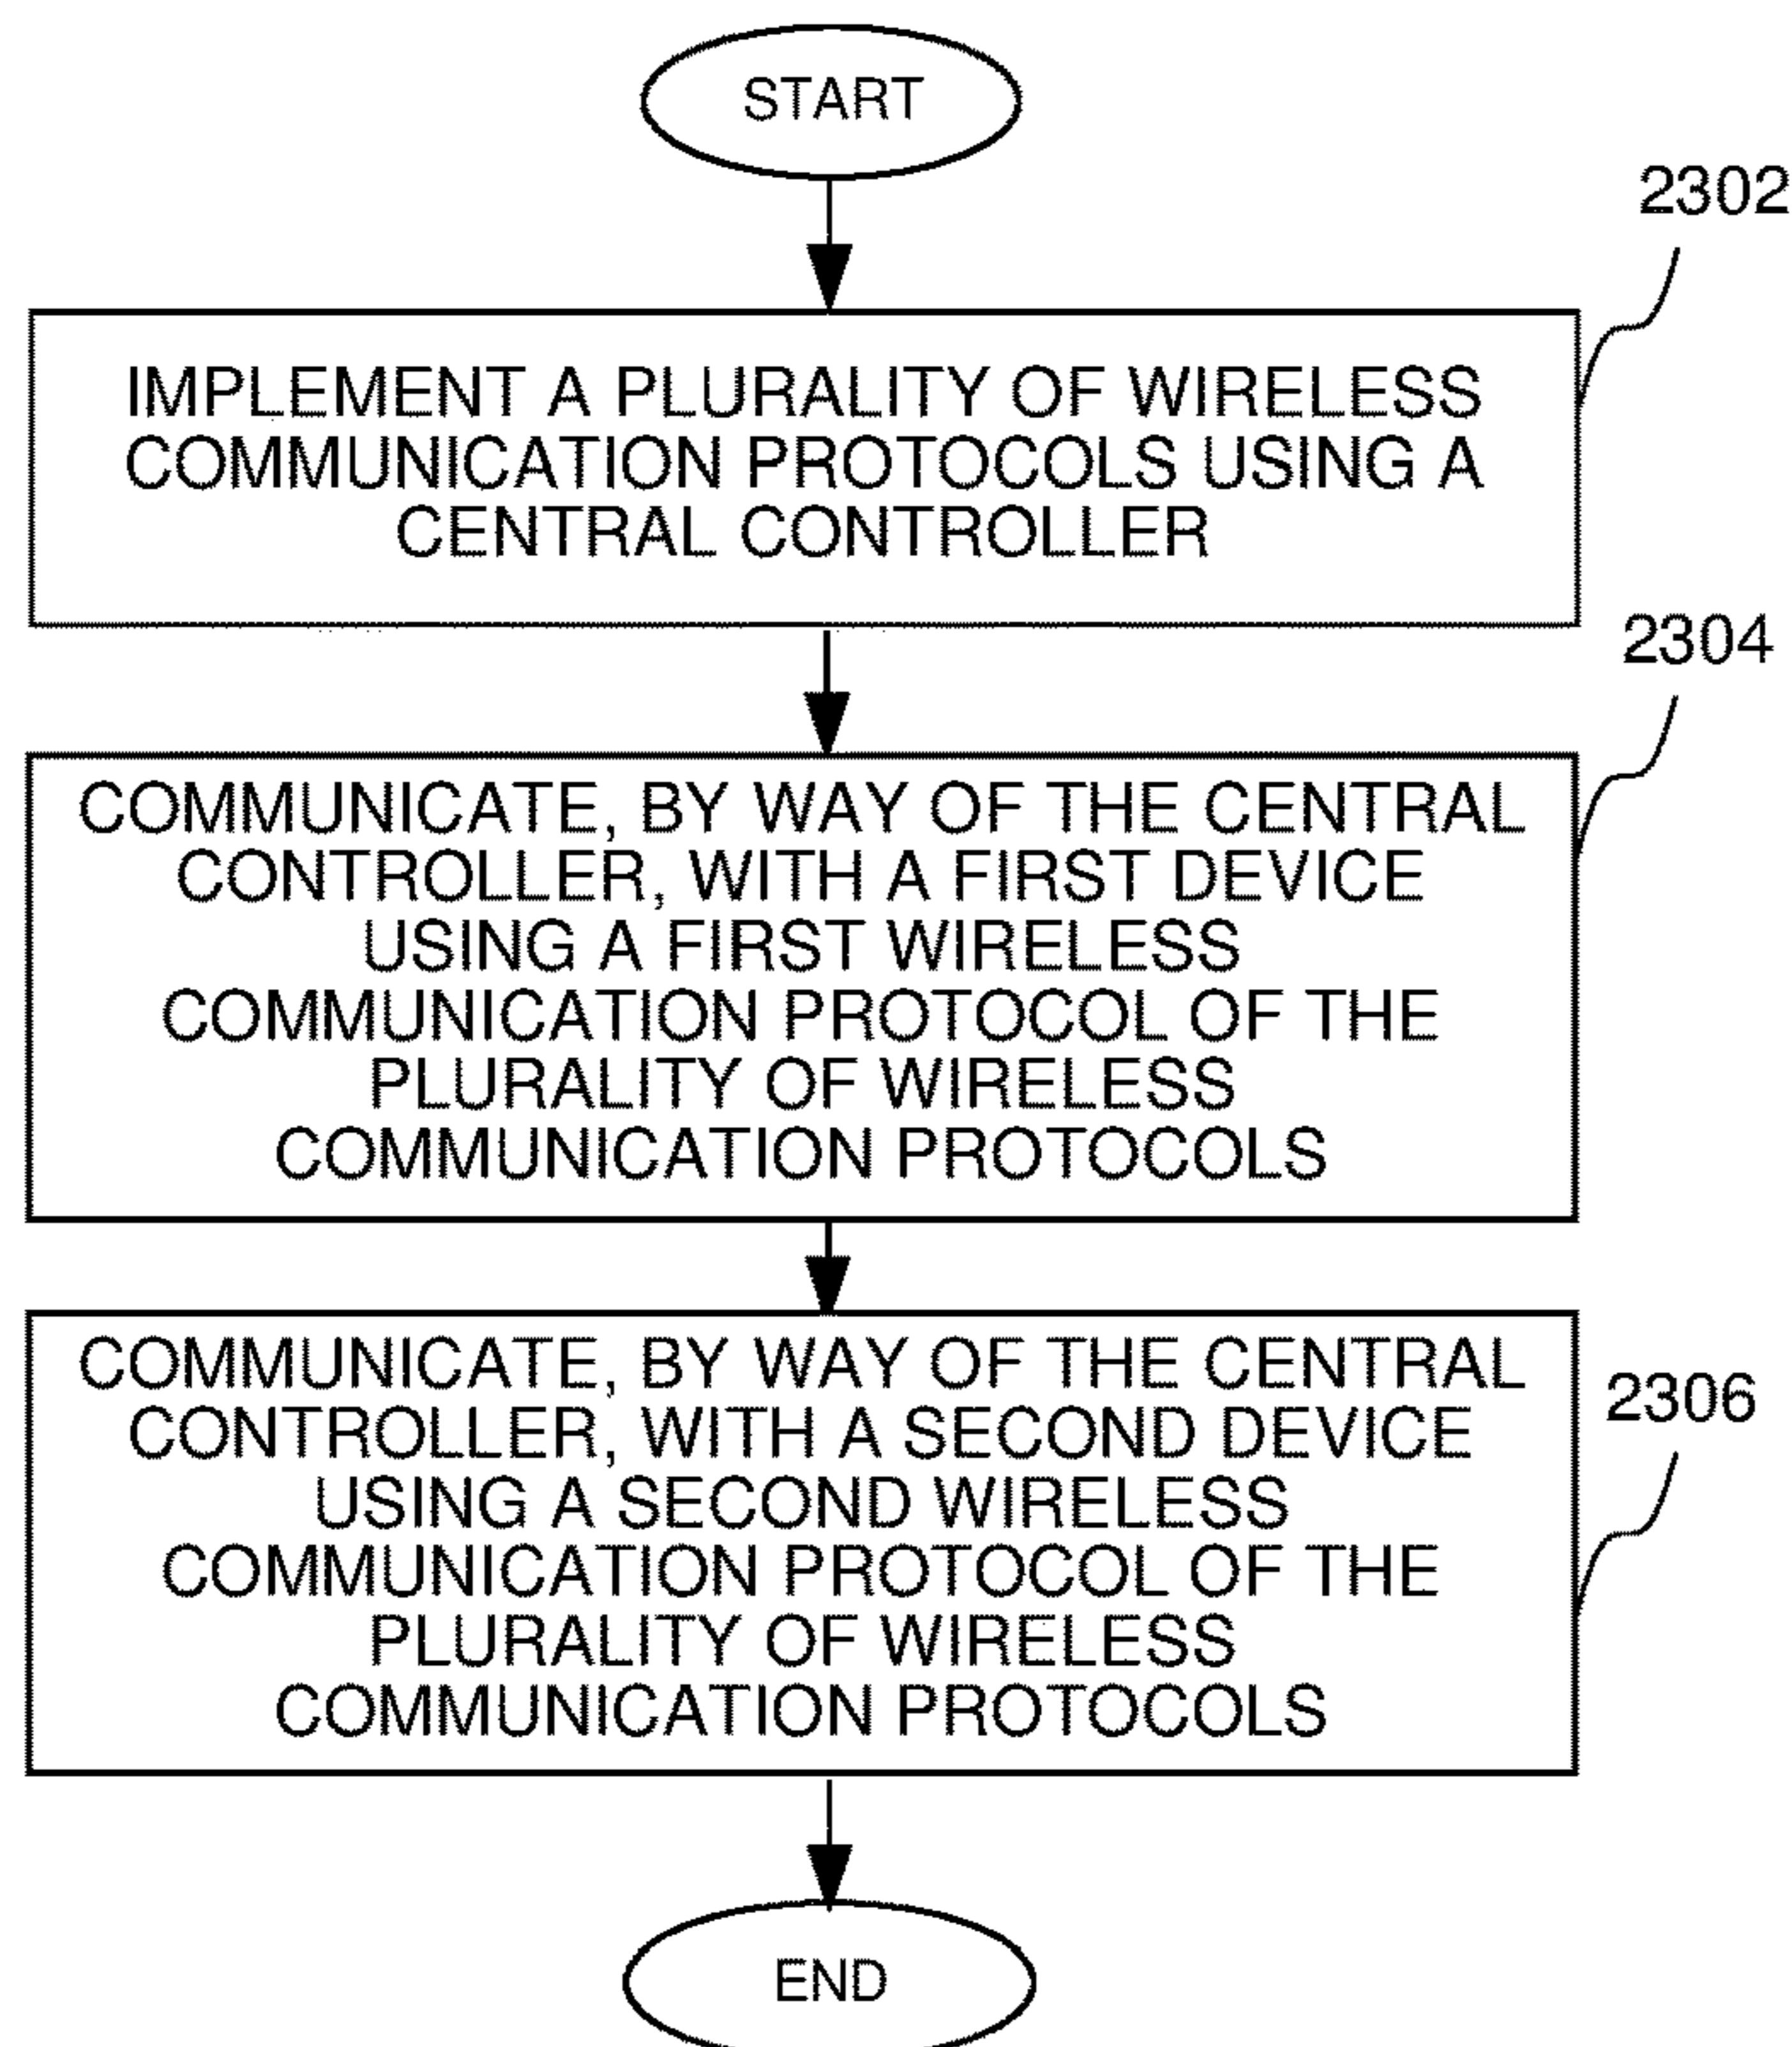 START
2302
IMPLEMENT A PLURALITY OF WIRELESS
COMMUNICATION PROTOCOLS USING A
CENTRAL CONTROLLER
2304
COMMUNICATE, BY WAY OF THE CENTRAL
CONTROLLER, WITH A FIRST DEVICE
USING A FIRST WIRELESS
COMMUNICATION PROTOCOL OF THE
PLURALITY OF WIRELESS
COMMUNICATION PROTOCOLS
2306
COMMUNICATE, BY WAY OF THE CENTRAL
CONTROLLER, WITH A SECOND DEVICE
USING A SECOND WIRELESS
COMMUNICATION PROTOCOL OF THE
PLURALITY OF WIRELESS
COMMUNICATION PROTOCOLS
END